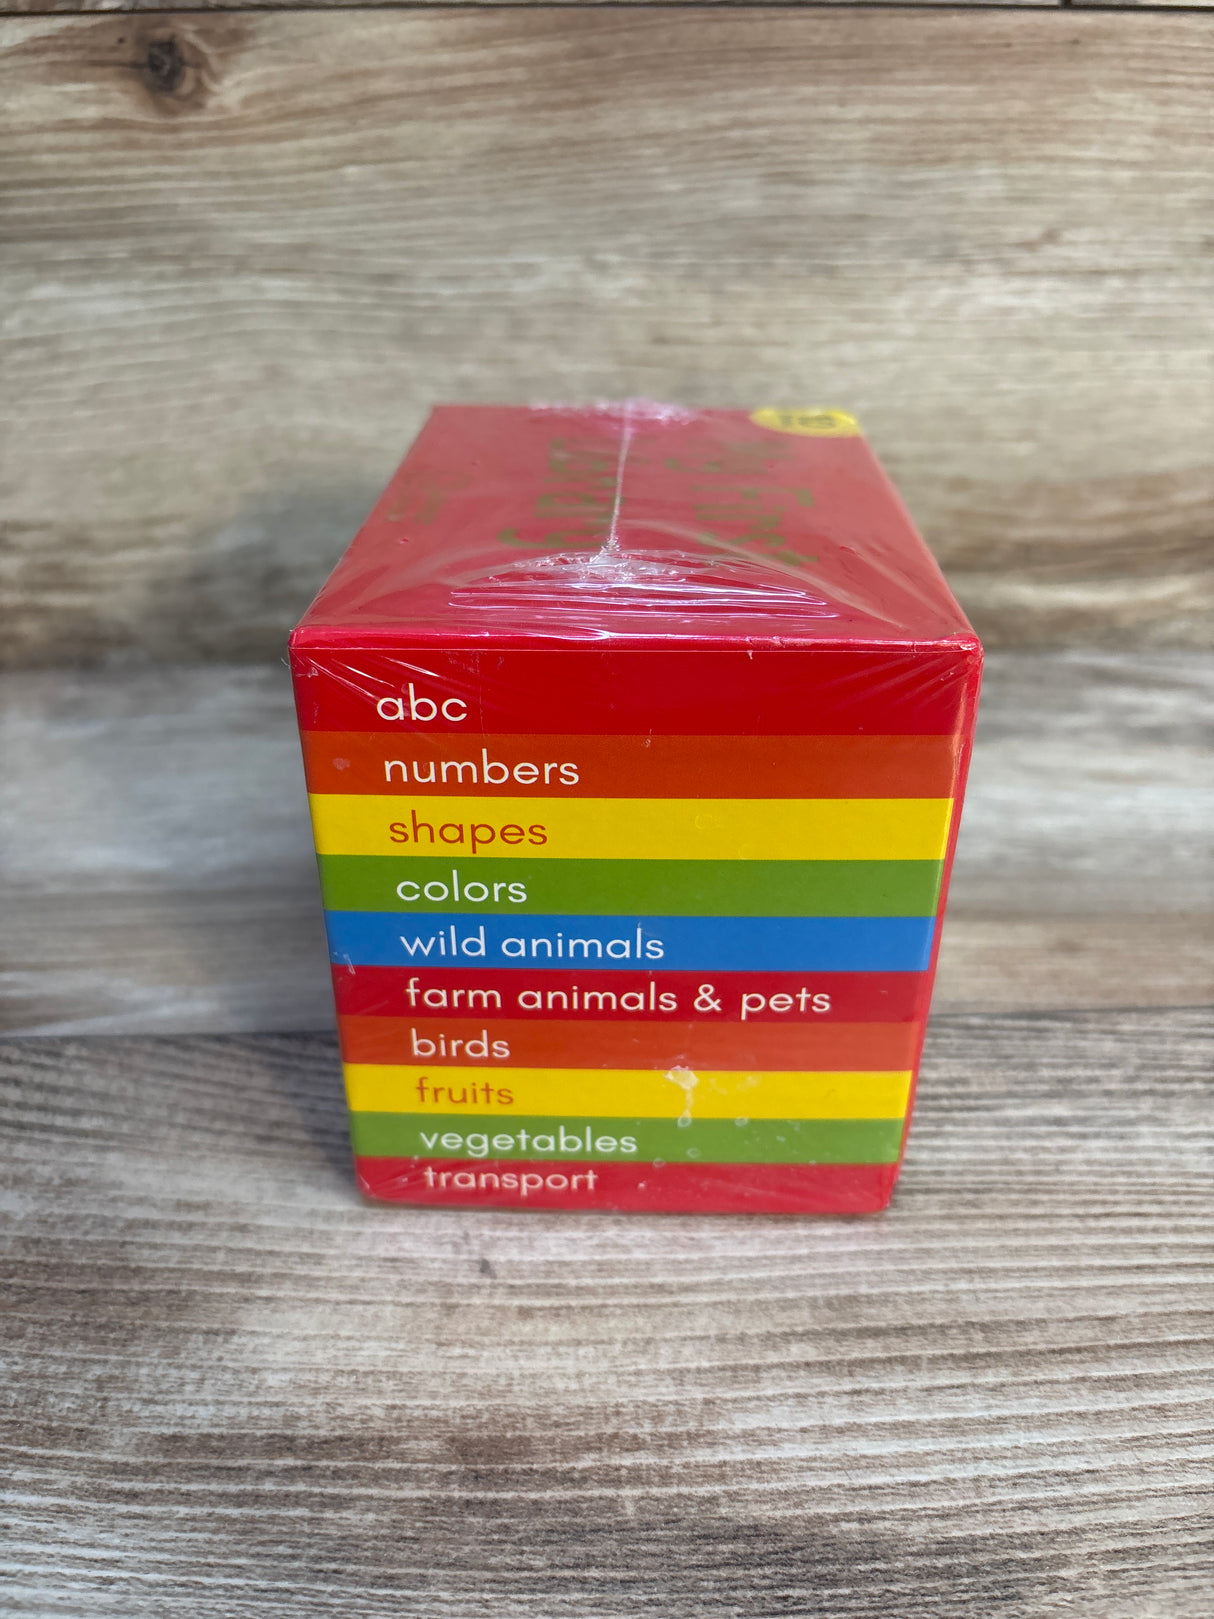 abc
numbers
shapes
colors
wild animals
farm animals & pets
birds
fruits
vegetables
transport